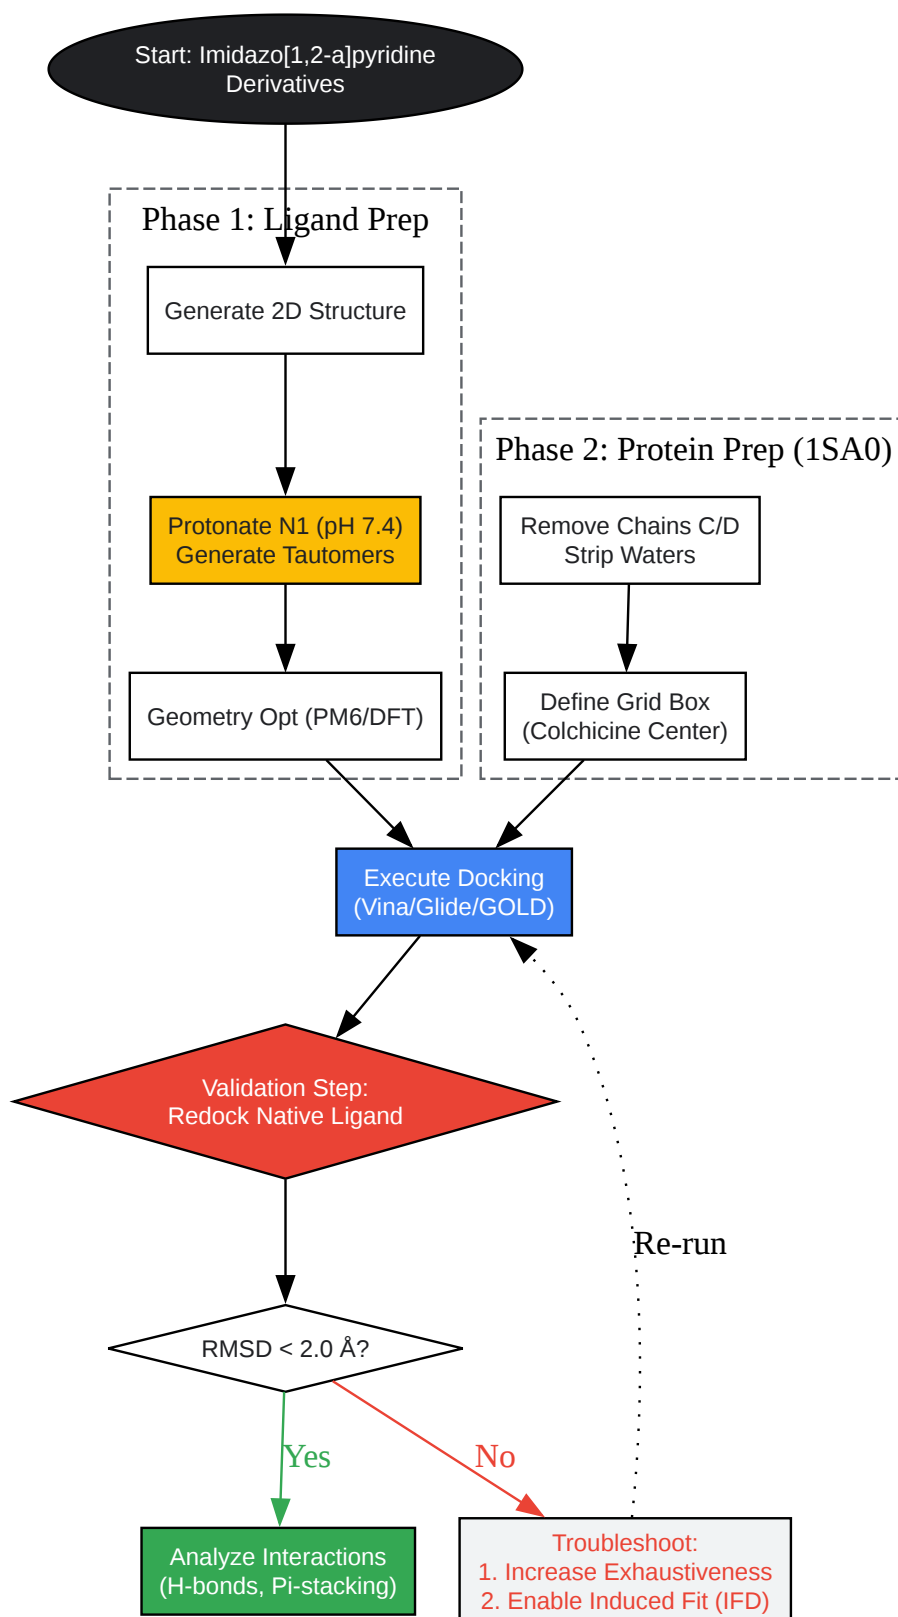 Start: Imidazo[1,2-a]pyridine
Derivatives
Phase 1: Ligand Prep
Generate 2D Structure
Protonate N1 (pH 7.4)
Generate Tautomers
Geometry Opt (PM6/DFT)
Phase 2: Protein Prep (1SA0)
Remove Chains C/D
Strip Waters
Define Grid Box
(Colchicine Center)
Execute Docking
(Vina/Glide/GOLD)
Validation Step:
Redock Native Ligand
Re-run
RMSD < 2.0 Å?
Yes
No
Analyze Interactions
(H-bonds, Pi-stacking)
Troubleshoot:
1. Increase Exhaustiveness
2. Enable Induced Fit (IFD)